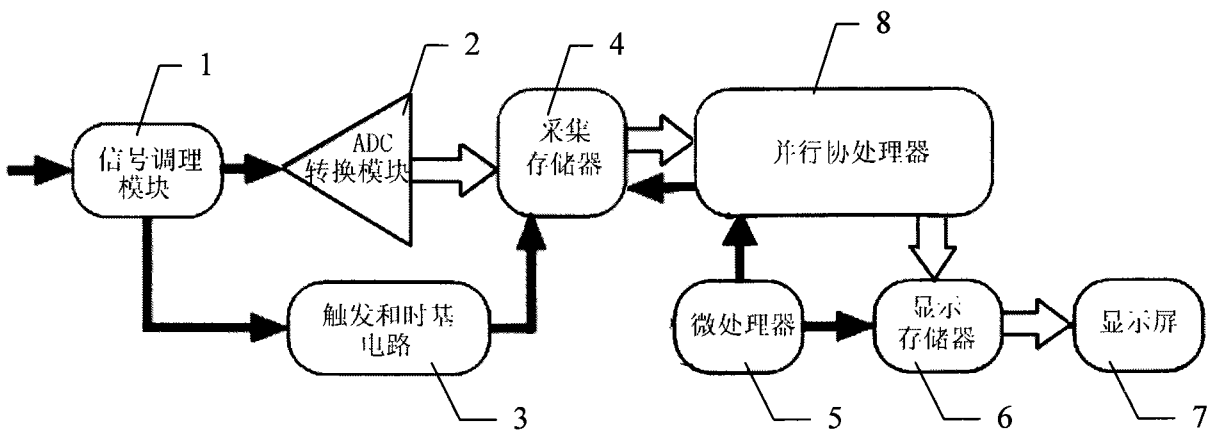 1
2
4
8
信号调理
模块
ADC
转换模块
采集
存储器
并行协处理器
触发和时基
电路
微处理器
显示
存储器
显示屏
3
5
6
7